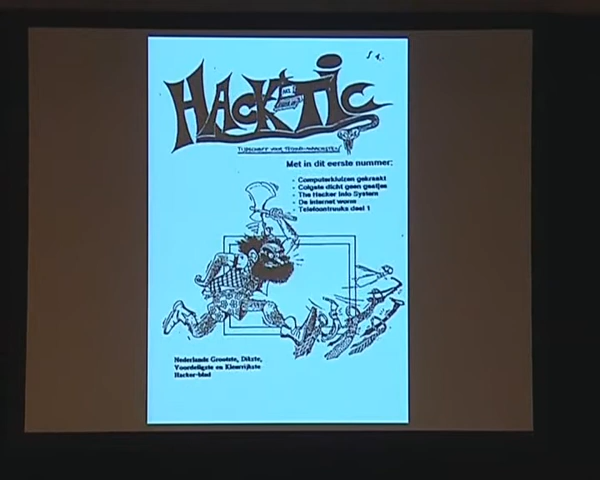 HACK-TIC
TIJDSCHRIFT VOOR TECHNO-ANARCHISTEN
Met in dit eerste nummer:
- Computerkluizen gekraakt
- Colgate dicht geen gaatjes
- The Hacker Info System
- De Internet worm
- Telefoontruuks deel 1
Nederlands Grootste, Dikste,
Voordeligste en Kleurrijkste
Hacker-blad